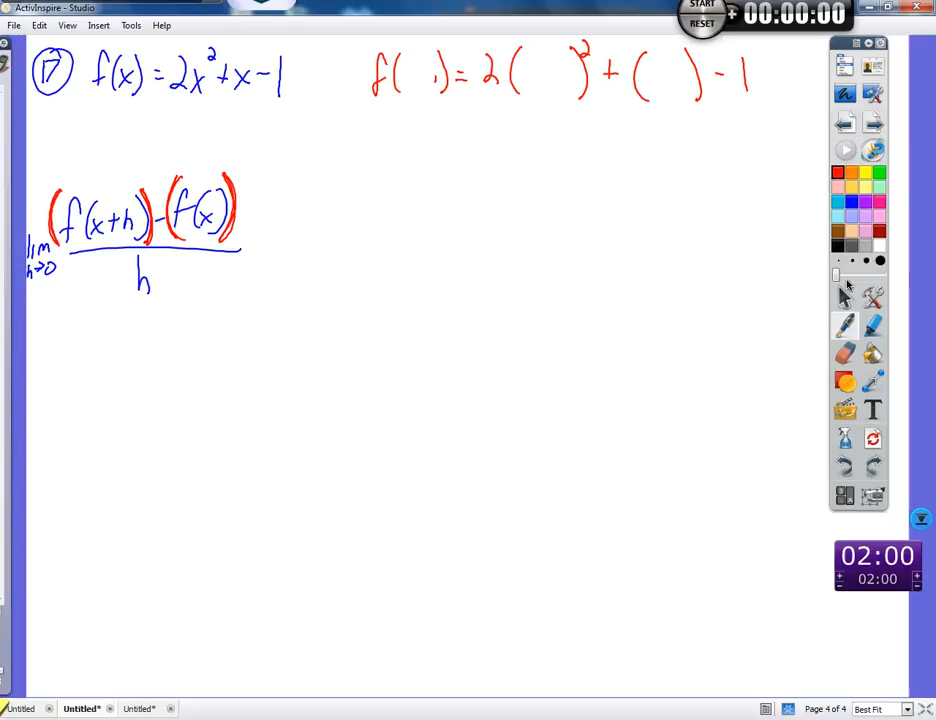 ActivInspire - Studio
START
RESET
00:00:00
File Edit View Insert Tools Help
17 f(x) = 2x² + x - 1
f( ) = 2( )² + ( ) - 1
lim h→0 (f(x+h)) - (f(x))
h
T
02:00
02:00
Untitled Untitled* Untitled* Page 4 of 4 Best Fit